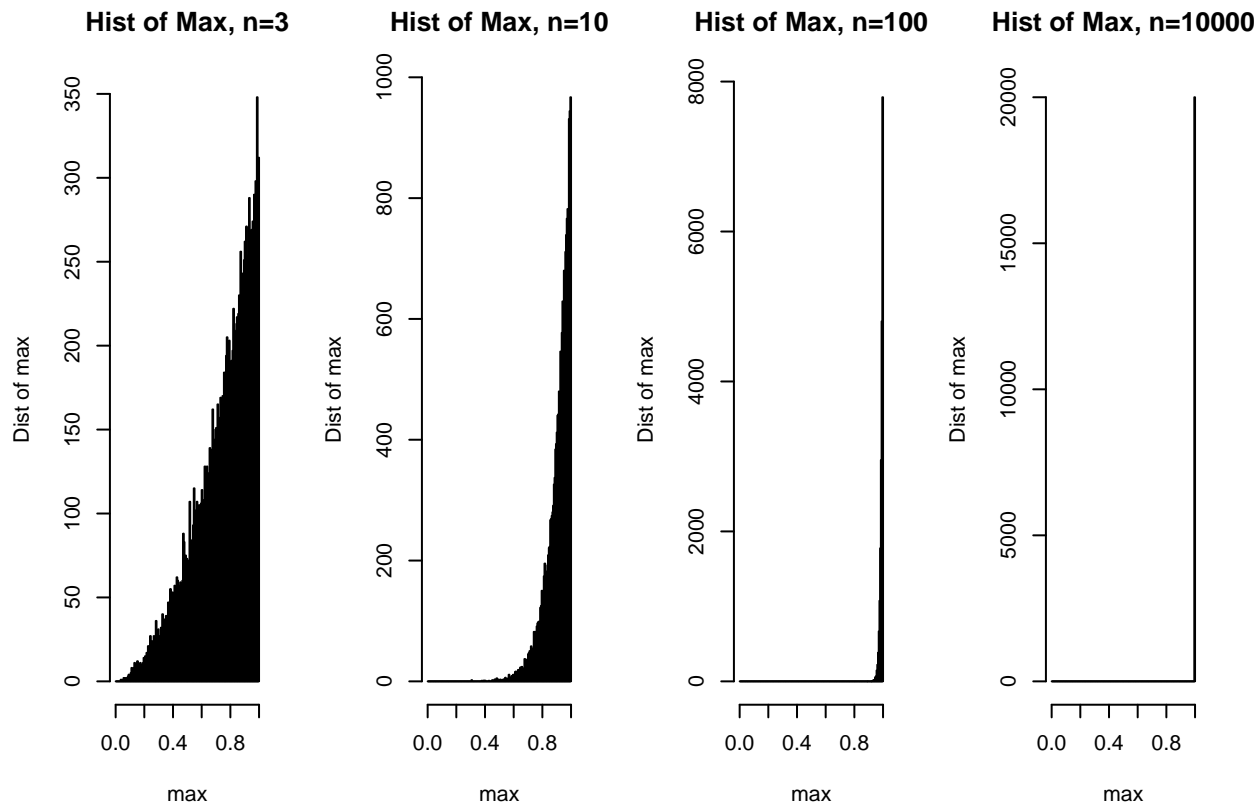 Hist of Max, n=3
Dist of max
350
300
250
200
150
100
50
0
0.0 0.4 0.8
max
Hist of Max, n=10
Dist of max
1000
800
600
400
200
0
0.0 0.4 0.8
max
Hist of Max, n=100
Dist of max
8000
6000
4000
2000
0
0.0 0.4 0.8
max
Hist of Max, n=10000
Dist of max
20000
15000
10000
5000
0
0.0 0.4 0.8
max